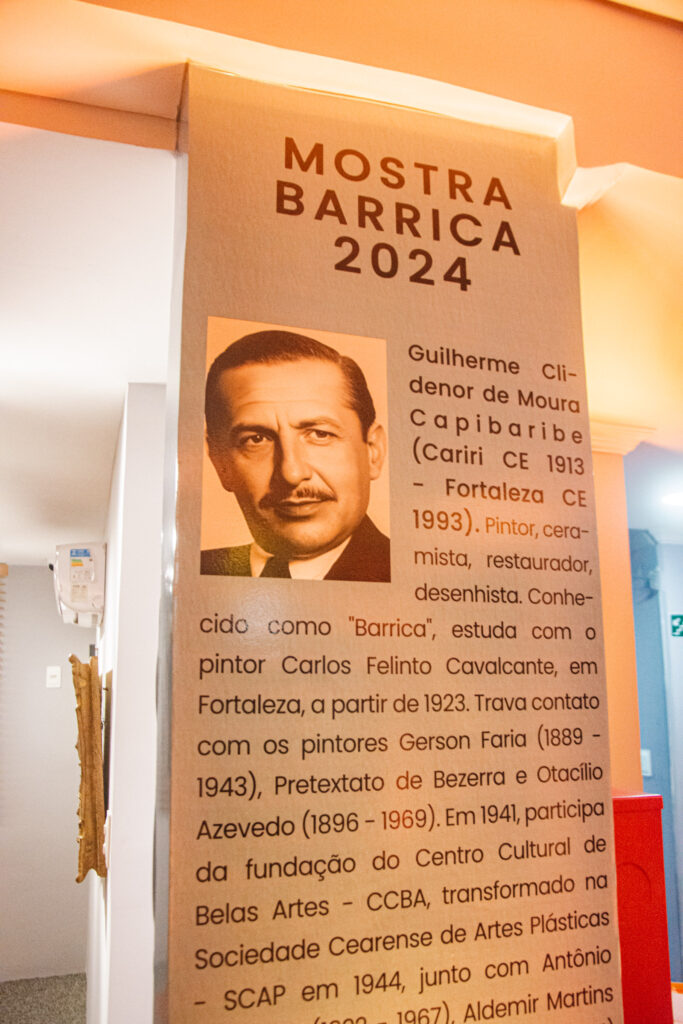 MOSTRA
BARRICA
2024
Guilherme Cli-
denor de Moura
Capibaribe
(Cariri CE 1913
- Fortaleza CE
1993). Pintor, cera-
mista, restaurador,
desenhista. Conhe-
cido como "Barrica", estuda com o
pintor Carlos Felinto Cavalcante, em
Fortaleza, a partir de 1923. Trava contato
com os pintores Gerson Faria (1889 -
1943), Pretextato de Bezerra e Otacílio
Azevedo (1896 - 1969). Em 1941, participa
da fundação do Centro Cultural de
Belas Artes - CCBA, transformado na
Sociedade Cearense de Artes Plásticas
- SCAP em 1944, junto com Antônio
- 1967), Aldemir Martins